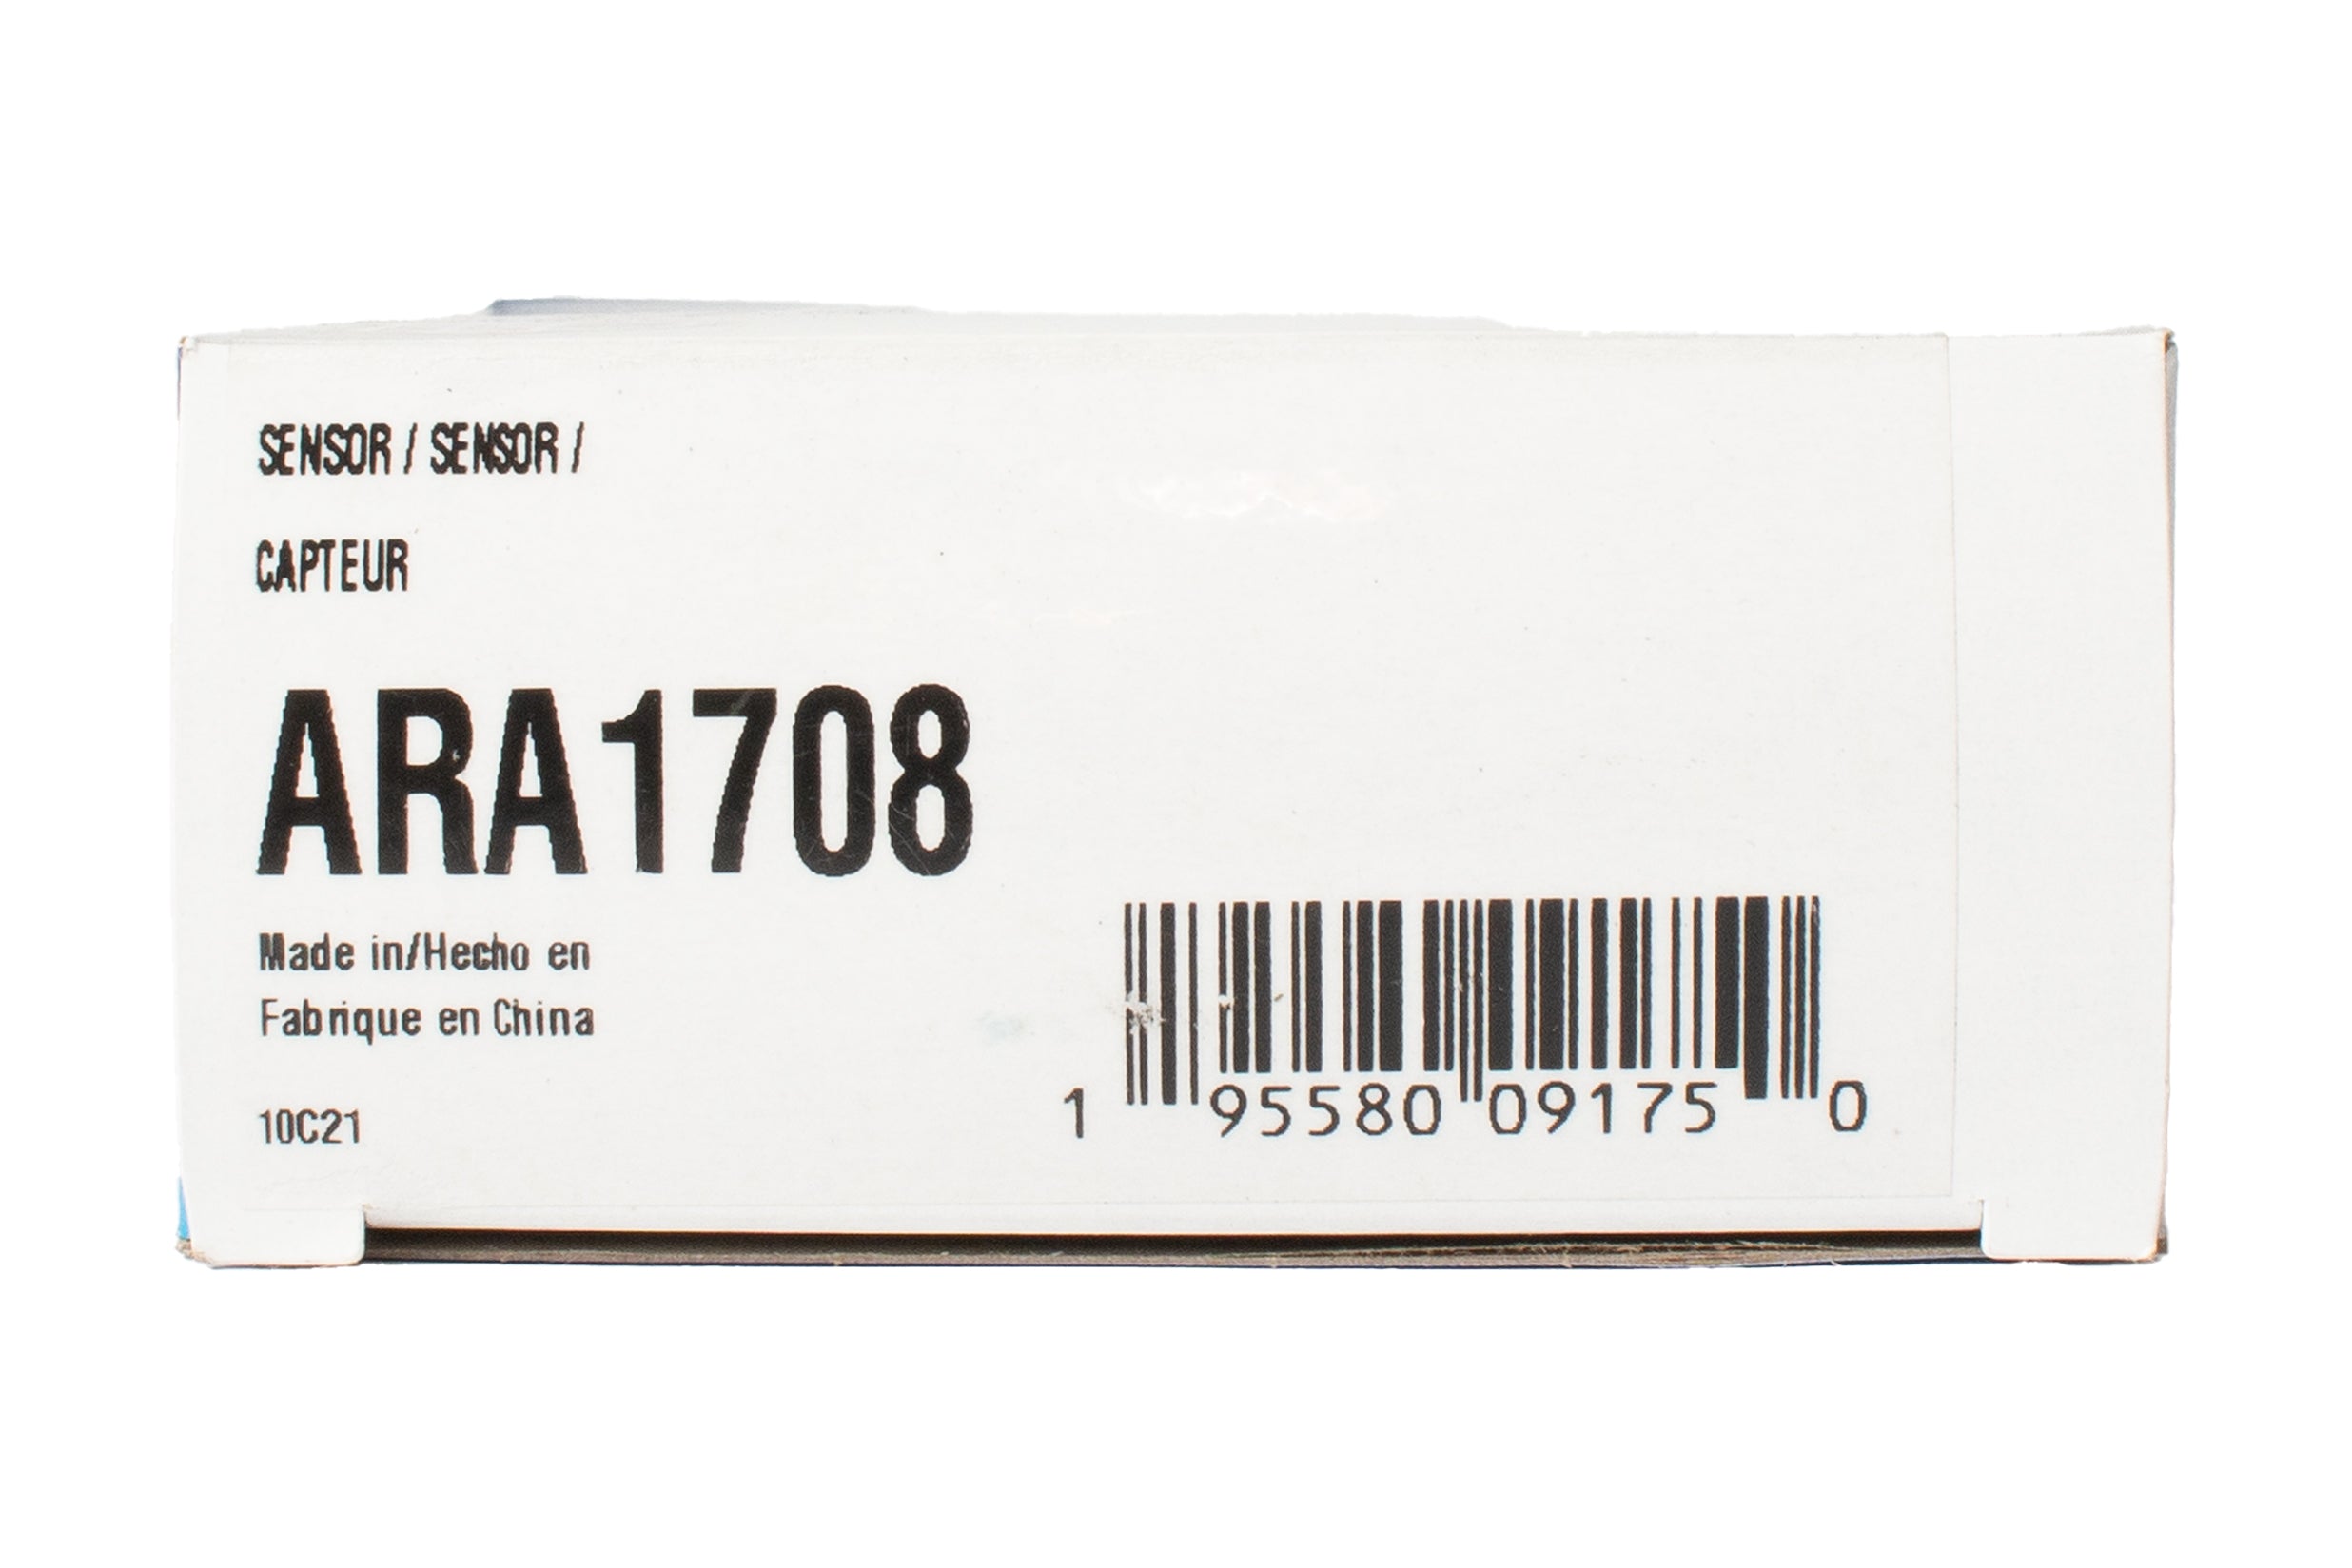 SENSOR / SENSOR /
CAPTEUR
ARA1708
Made in/Hecho en
Fabrique en China
10C21
1 95580 09175 0